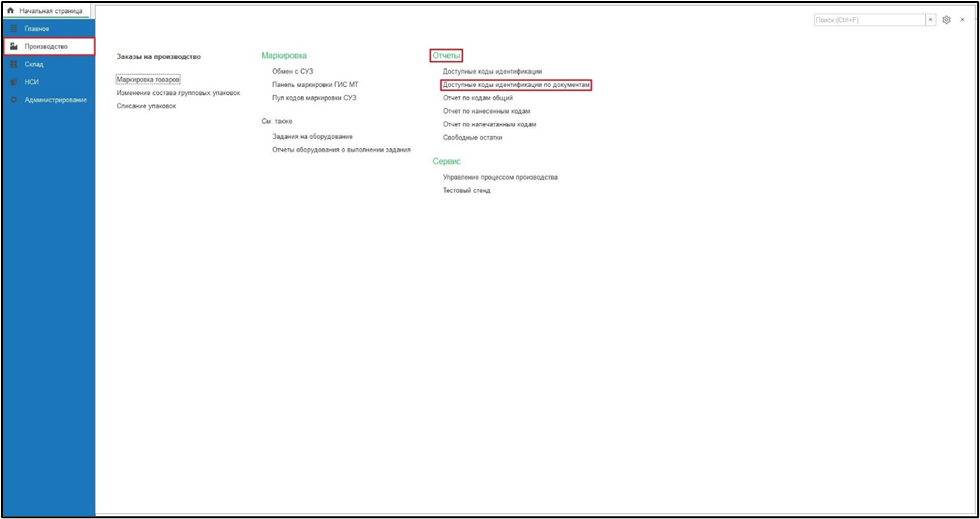 Начальная страница
Поиск (Ctrl+F)
Главное
Производство
Склад
НСИ
Администрирование
Заказы на производство
Маркировка товаров
Изменение состава групповых упаковок
Списание упаковок
Маркировка
Обмен с СУЗ
Панель маркировки ГИС МТ
Пул кодов маркировки СУЗ
См. также
Задания на оборудование
Отчеты оборудования о выполнении задания
Отчеты
Доступные коды идентификации
Доступные коды идентификации по документам
Отчет по кодам общий
Отчет по нанесенным кодам
Отчет по напечатанным кодам
Свободные остатки
Сервис
Управление процессом производства
Тестовый стенд